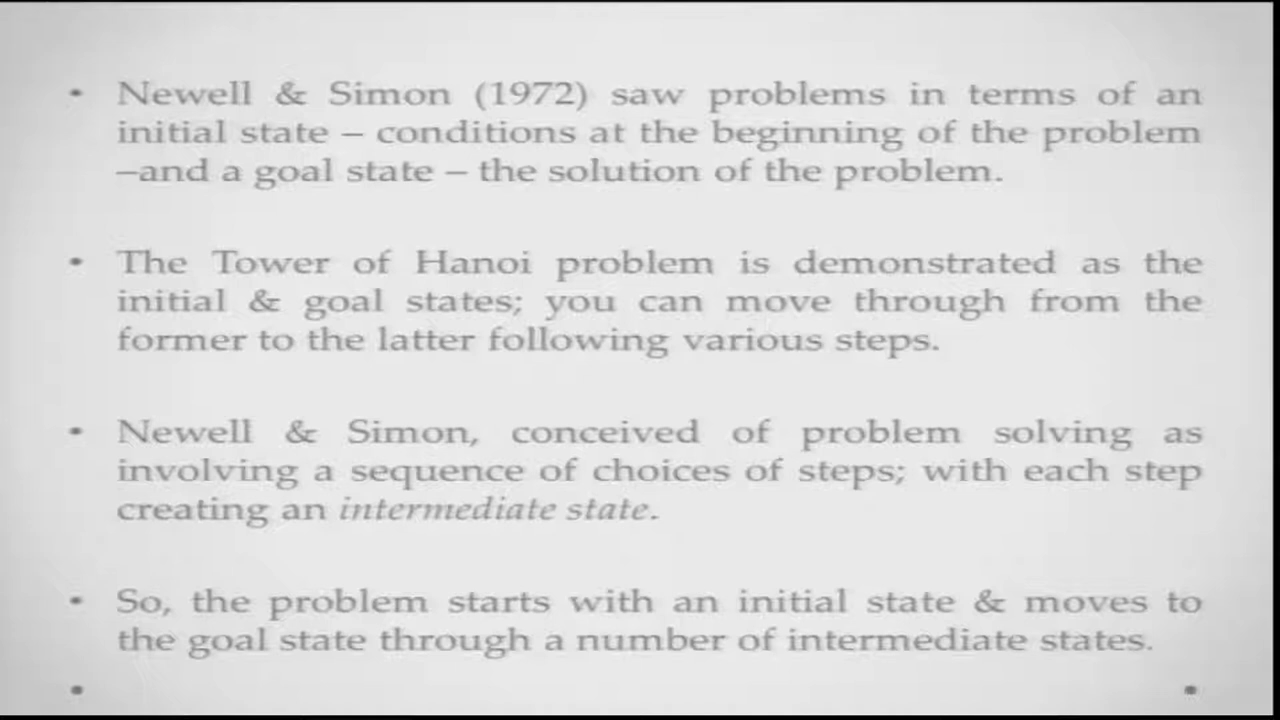 • Newell & Simon (1972) saw problems in terms of an
initial state – conditions at the beginning of the problem
–and a goal state – the solution of the problem.
• The Tower of Hanoi problem is demonstrated as the
initial & goal states; you can move through from the
former to the latter following various steps.
• Newell & Simon, conceived of problem solving as
involving a sequence of choices of steps; with each step
creating an intermediate state.
• So, the problem starts with an initial state & moves to
the goal state through a number of intermediate states.